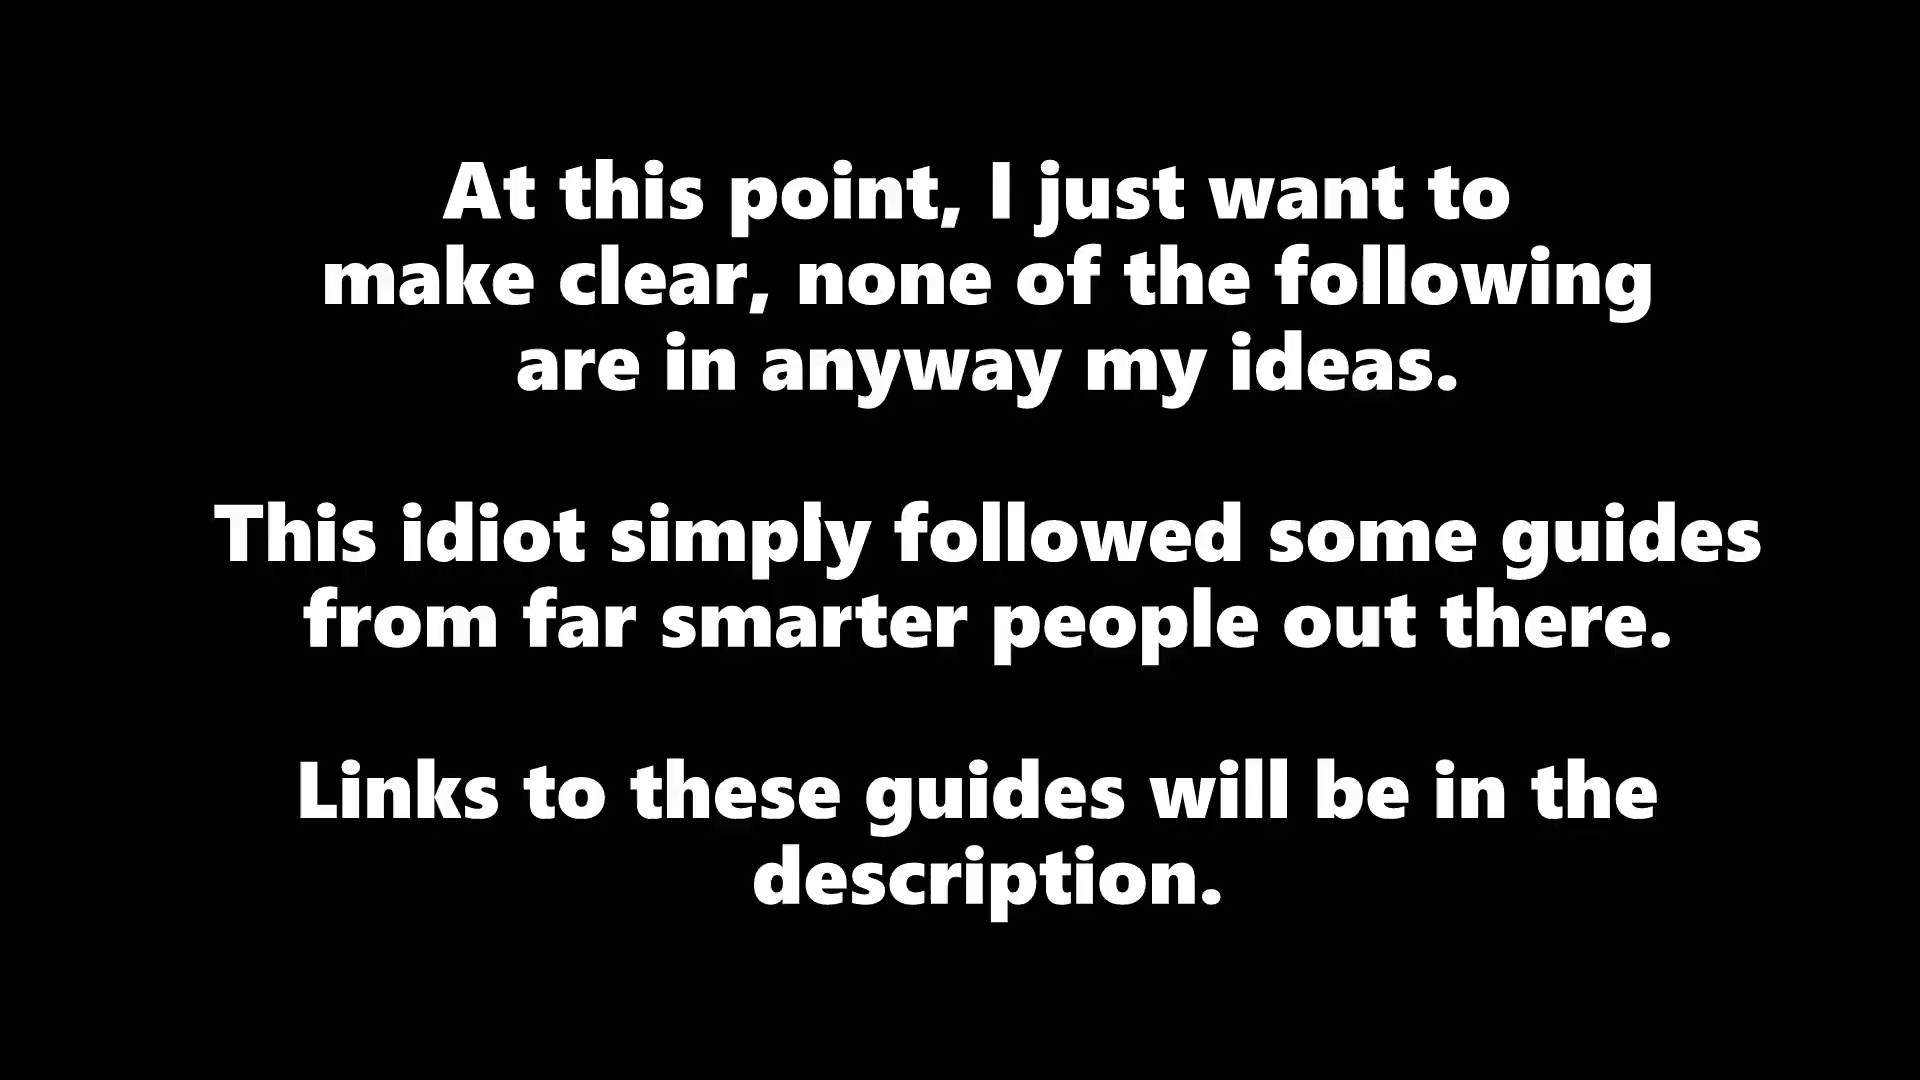 At this point, I just want to
make clear, none of the following
are in anyway my ideas.
This idiot simply followed some guides
from far smarter people out there.
Links to these guides will be in the
description.